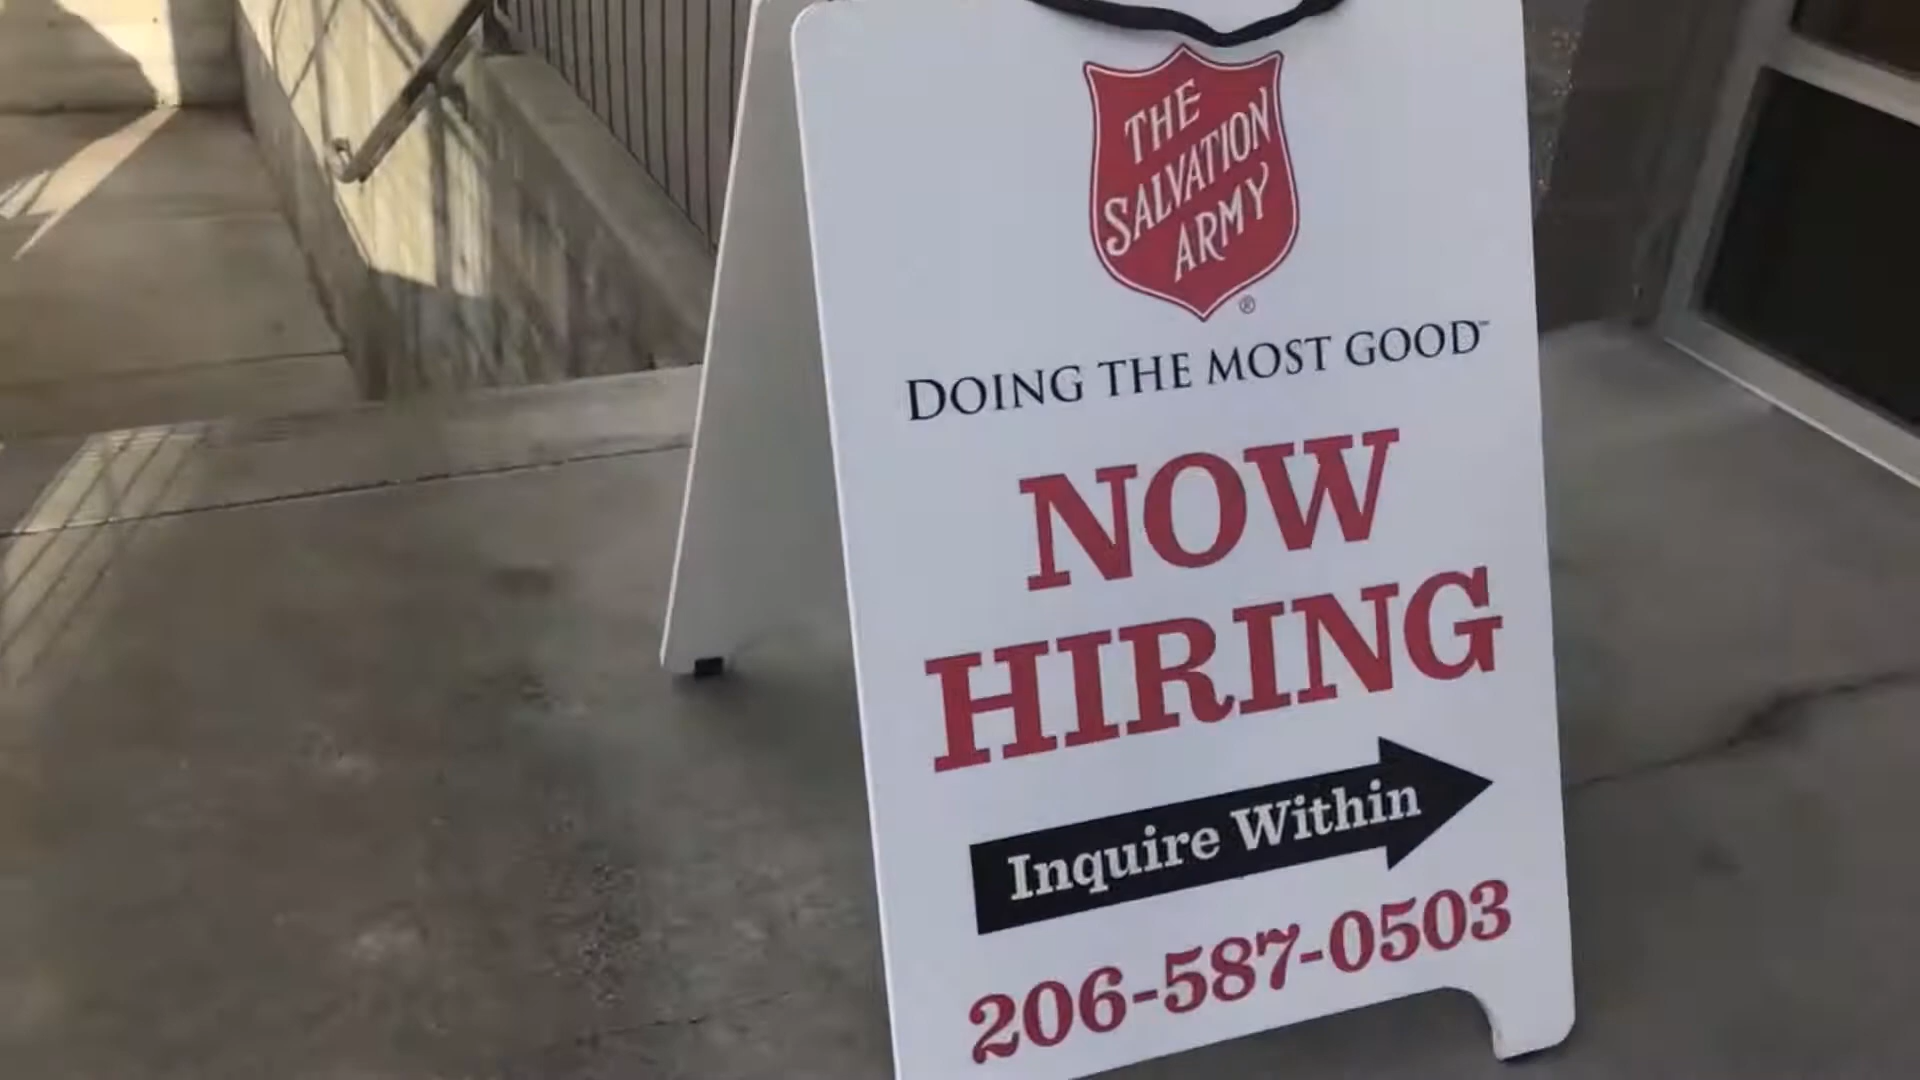 THE
SALVATION
ARMY
®
DOING THE MOST GOOD™
NOW
HIRING
Inquire Within
206-587-0503